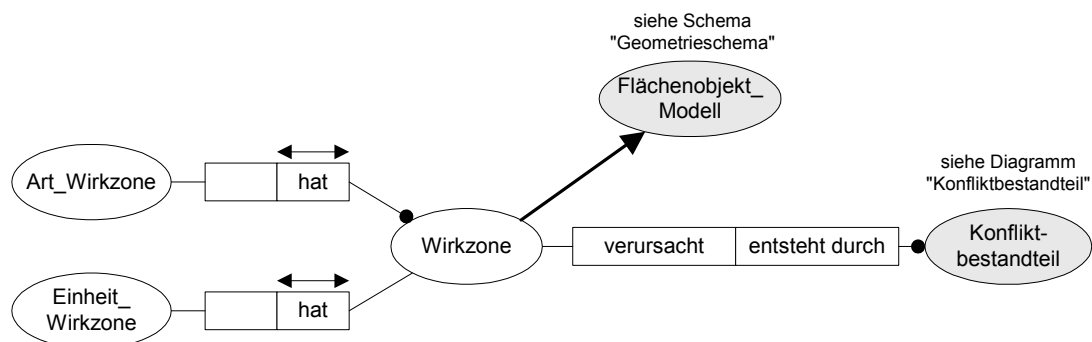 siehe Schema
"Geometrieschema"
Flächenobjekt_
Modell
siehe Diagramm
"Konfliktbestandteil"
Art_Wirkzone
hat
Wirkzone
verursacht
entsteht durch
Konflikt-
bestandteil
Einheit_
Wirkzone
hat